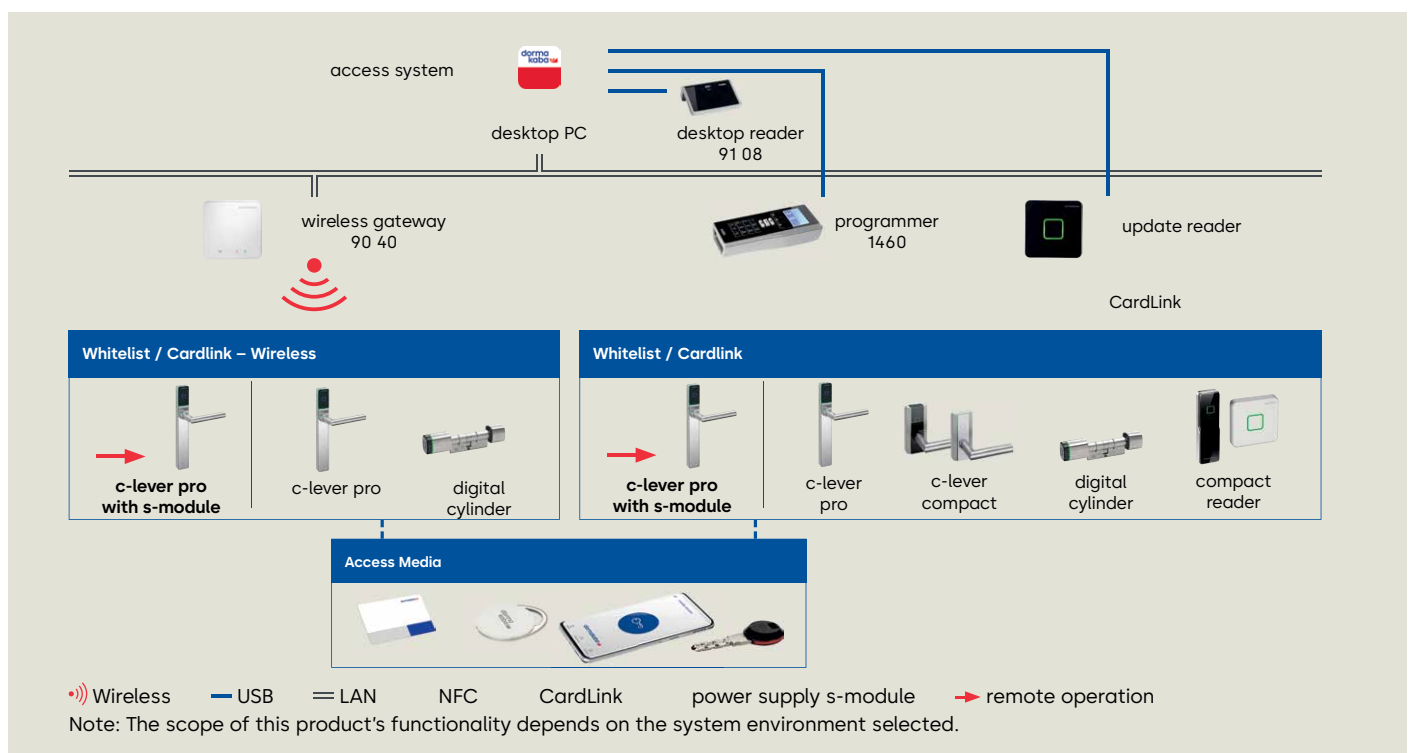 access system
dorma
kaba
desktop PC
desktop reader
91 08
wireless gateway
90 40
programmer
1460
update reader
CardLink
Whitelist / Cardlink – Wireless
c-lever pro
with s-module
c-lever pro
digital
cylinder
Whitelist / Cardlink
c-lever pro
with s-module
c-lever
pro
c-lever
compact
digital
cylinder
compact
reader
Access Media
Wireless
USB
LAN
NFC
CardLink
power supply s-module
remote operation
Note: The scope of this product’s functionality depends on the system environment selected.